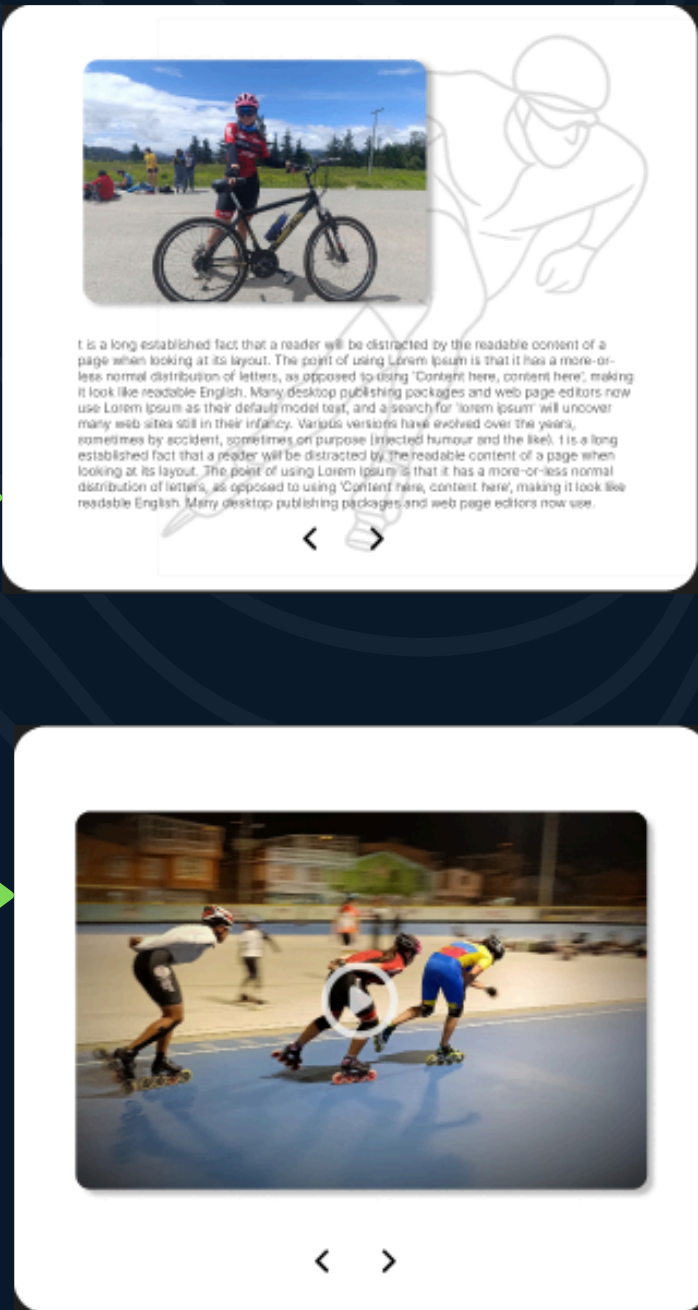 t is a long established fact that a reader will be distracted by the readable content of a
page when looking at its layout. The point of using Lorem Ipsum is that it has a more-or-
less normal distribution of letters, as opposed to using 'Content here, content here', making
it look like readable English. Many desktop publishing packages and web page editors now
use Lorem Ipsum as their default model text, and a search for 'lorem ipsum' will uncover
many web sites still in their infancy. Various versions have evolved over the years,
sometimes by accident, sometimes on purpose (injected humour and the like). t is a long
established fact that a reader will be distracted by the readable content of a page when
looking at its layout. The point of using Lorem Ipsum is that it has a more-or-less normal
distribution of letters, as opposed to using 'Content here, content here', making it look like
readable English. Many desktop publishing packages and web page editors now use.